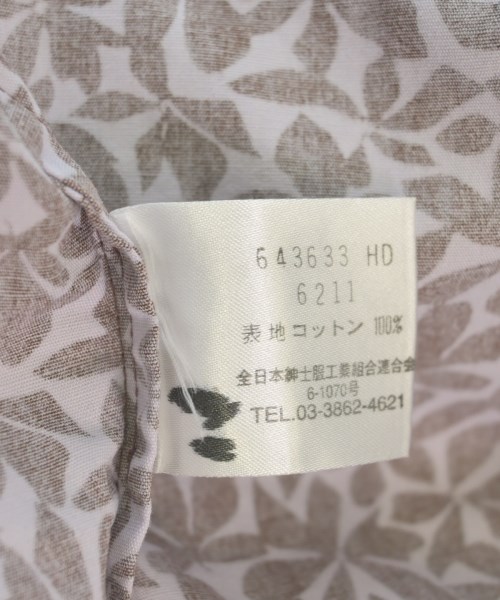 643633 HD
6211
表地コットン 100%
全日本紳士服工業組合連合会
6-1070号
TEL.03-3862-4621